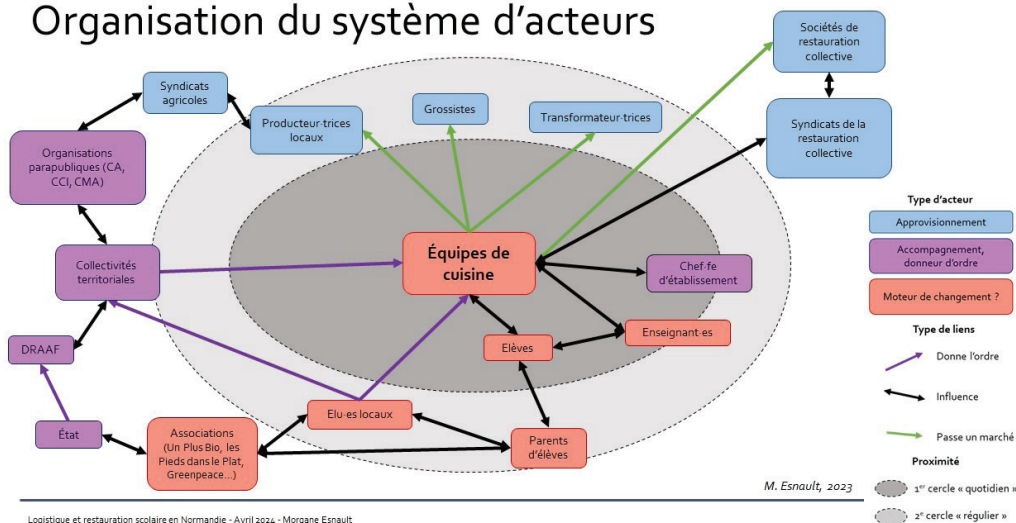 Organisation du système d'acteurs
Sociétés de
restauration
collective
Syndicats
agricoles
Grossistes
Producteur·trices
locaux
Transformateur·trices
Syndicats de la
restauration
collective
Organisations
parapubliques (CA,
CCI, CMA)
Type d'acteur
Approvisionnement
Accompagnement,
donneur d'ordre
Moteur de changement ?
Équipes de
cuisine
Collectivités
territoriales
Chef·fe
d'établissement
Type de liens
Donne l'ordre
Influence
Passe un marché
Enseignant·es
Elèves
DRAAF
Elu·es locaux
État
Associations
(Un Plus Bio, les
Pieds dans le Plat,
Greenpeace...)
Parents
d'élèves
Proximité
1er cercle « quotidien »
2e cercle « régulier »
M. Esnault, 2023
Logistique et restauration scolaire en Normandie - Avril 2024 - Morgane Esnault